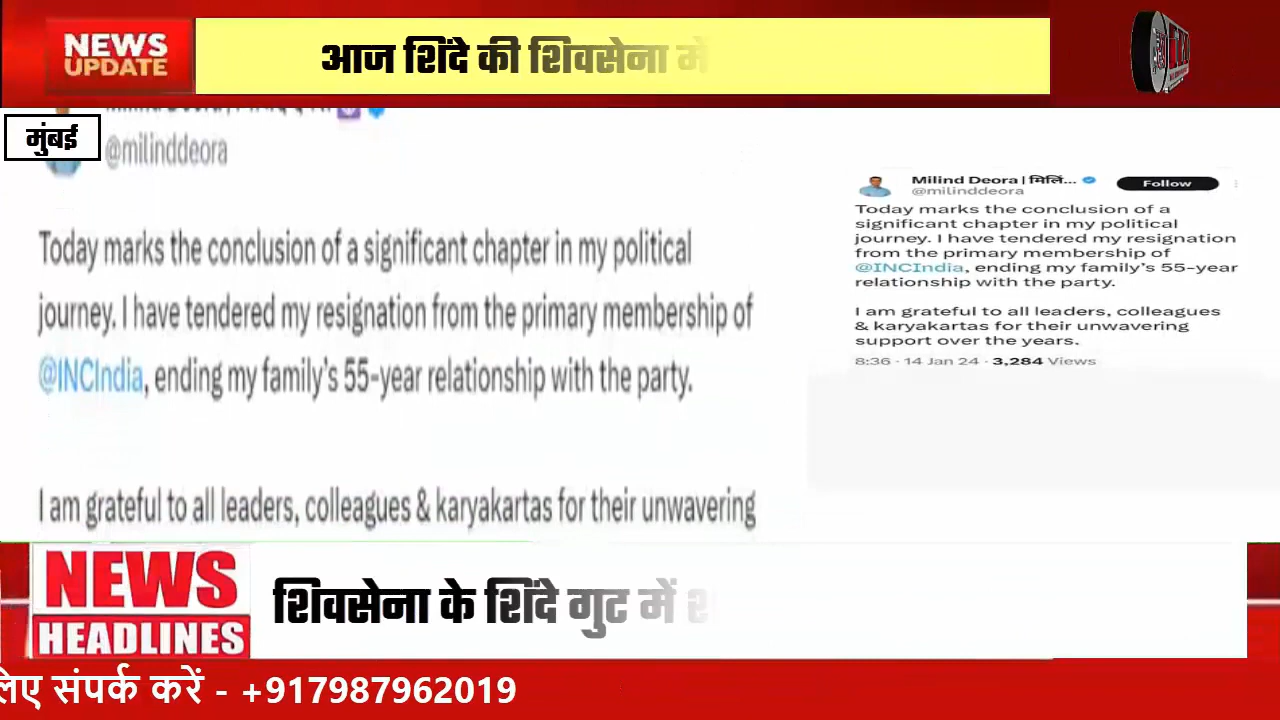 NEWS
UPDATE
आज शिंदे की शिवसेना में
मुंबई
@milinddeora
Today marks the conclusion of a significant chapter in my political
journey. I have tendered my resignation from the primary membership of
@INCIndia, ending my family's 55-year relationship with the party.
I am grateful to all leaders, colleagues & karyakartas for their unwavering
Milind Deora | मिलिं...
Follow
@milinddeora
Today marks the conclusion of a
significant chapter in my political
journey. I have tendered my resignation
from the primary membership of
@INCIndia, ending my family's 55-year
relationship with the party.
I am grateful to all leaders, colleagues
& karyakartas for their unwavering
support over the years.
8:36 · 14 Jan 24 · 3,284 Views
NEWS
HEADLINES
शिवसेना के शिंदे गुट में
संपर्क करें - +917987962019